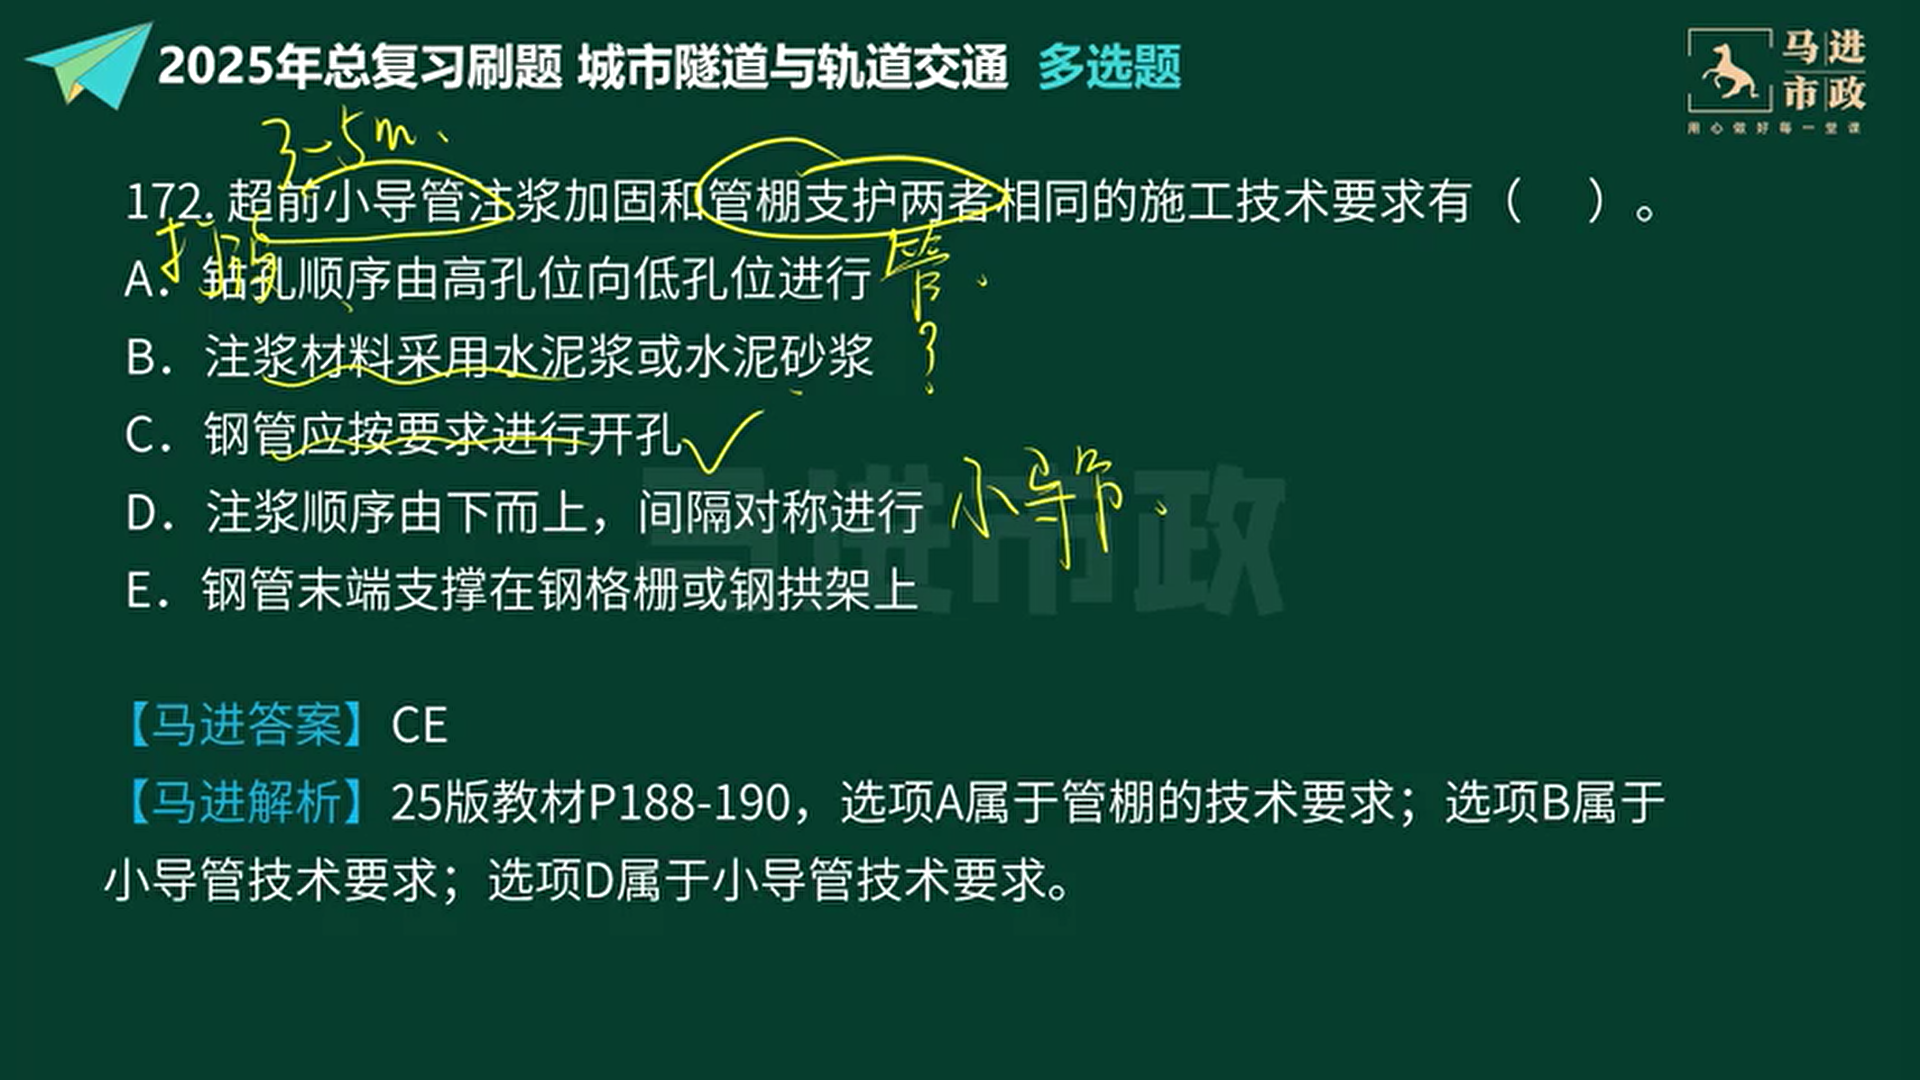 2025年总复习刷题 城市隧道与轨道交通 多选题
马进
市政
用心做好每一堂课
3-5m.
172. 超前小导管注浆加固和管棚支护两者相同的施工技术要求有（ ）。
A．钻孔顺序由高孔位向低孔位进行 管
B．注浆材料采用水泥浆或水泥砂浆 ?
C．钢管应按要求进行开孔
D．注浆顺序由下而上，间隔对称进行 小导管
E．钢管末端支撑在钢格栅或钢拱架上
马进市政
【马进答案】CE
【马进解析】25版教材P188-190，选项A属于管棚的技术要求；选项B属于
小导管技术要求；选项D属于小导管技术要求。